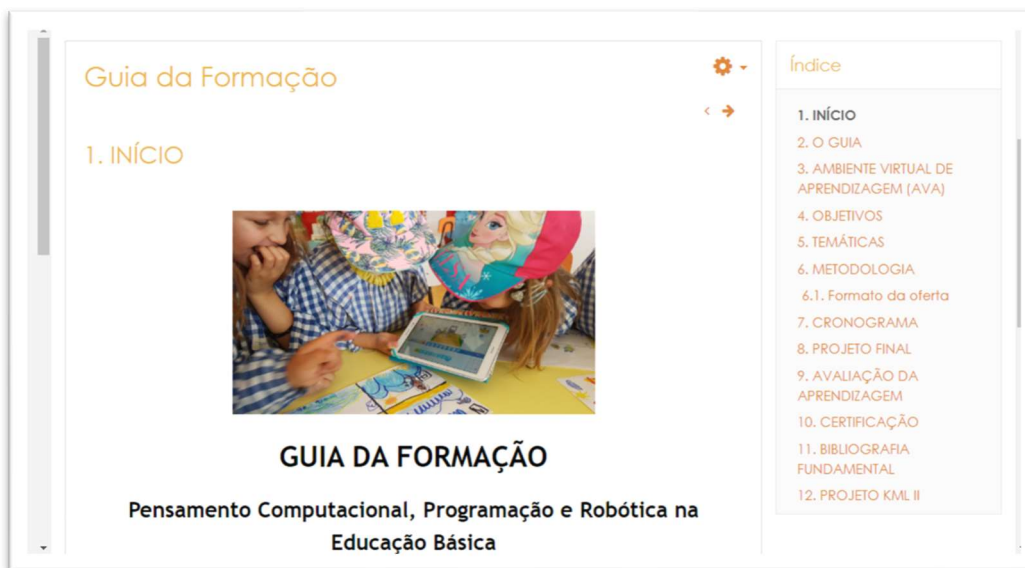 Guia da Formação
1. INÍCIO
GUIA DA FORMAÇÃO
Pensamento Computacional, Programação e Robótica na
Educação Básica
Índice
1. INÍCIO
2. O GUIA
3. AMBIENTE VIRTUAL DE
APRENDIZAGEM (AVA)
4. OBJETIVOS
5. TEMÁTICAS
6. METODOLOGIA
6.1. Formato da oferta
7. CRONOGRAMA
8. PROJETO FINAL
9. AVALIAÇÃO DA
APRENDIZAGEM
10. CERTIFICAÇÃO
11. BIBLIOGRAFIA
FUNDAMENTAL
12. PROJETO KML II